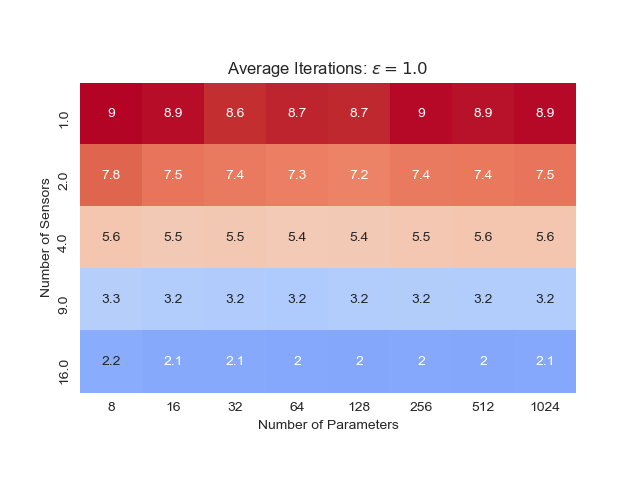 Average Iterations: ε = 1.0
Number of Sensors
1.0 9 8.9 8.6 8.7 8.7 9 8.9 8.9
2.0 7.8 7.5 7.4 7.3 7.2 7.4 7.4 7.5
4.0 5.6 5.5 5.5 5.4 5.4 5.5 5.6 5.6
9.0 3.3 3.2 3.2 3.2 3.2 3.2 3.2 3.2
16.0 2.2 2.1 2.1 2 2 2 2 2.1
8 16 32 64 128 256 512 1024
Number of Parameters